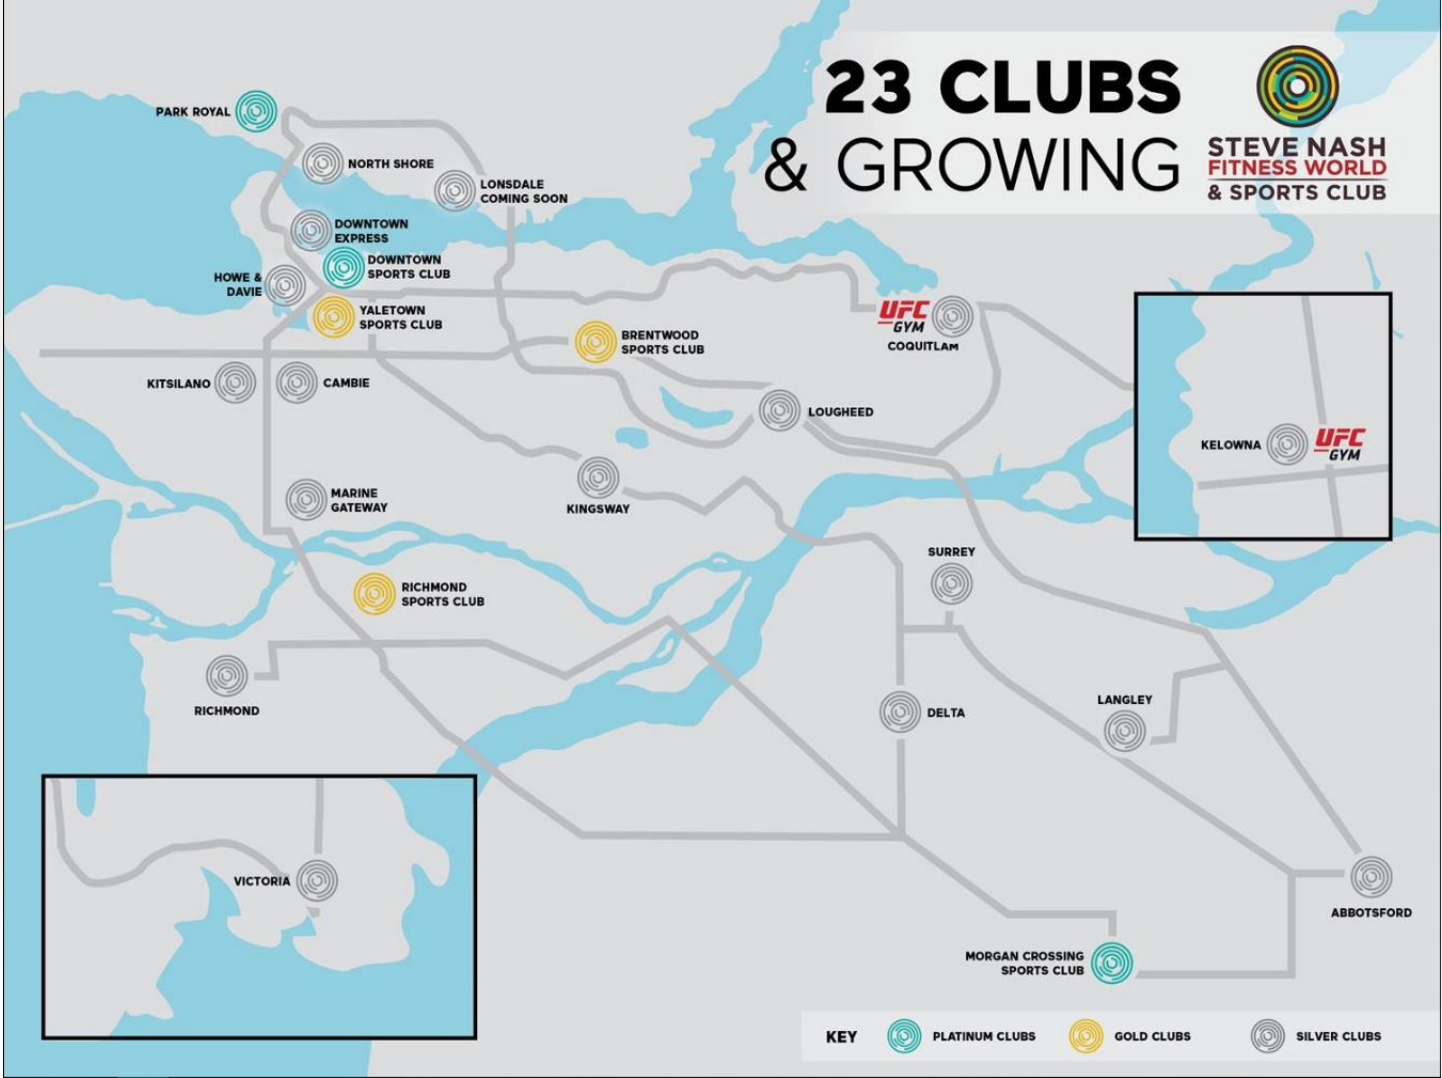 23 CLUBS
& GROWING
STEVE NASH
FITNESS WORLD
& SPORTS CLUB
PARK ROYAL
NORTH SHORE
LONSDALE
COMING SOON
DOWNTOWN
EXPRESS
DOWNTOWN
SPORTS CLUB
HOWE &
DAVIE
YALETOWN
SPORTS CLUB
BRENTWOOD
SPORTS CLUB
UFC
GYM
COQUITLAM
KITSILANO
CAMBIE
LOUGHEED
KELOWNA
UFC
GYM
MARINE
GATEWAY
KINGSWAY
SURREY
RICHMOND
SPORTS CLUB
RICHMOND
DELTA
LANGLEY
VICTORIA
ABBOTSFORD
MORGAN CROSSING
SPORTS CLUB
KEY
PLATINUM CLUBS
GOLD CLUBS
SILVER CLUBS